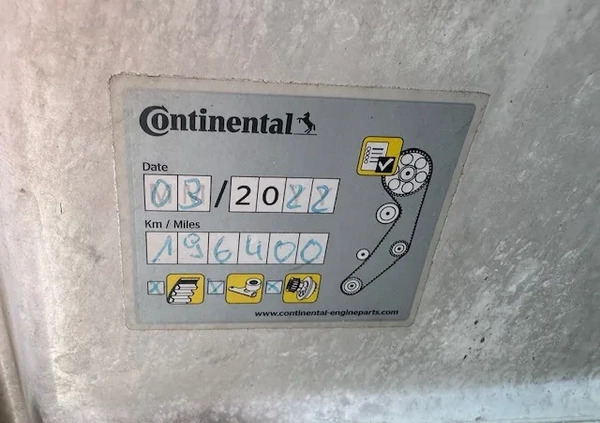 Continental
Date
03/2022
Km / Miles
196400
www.continental-engineparts.com